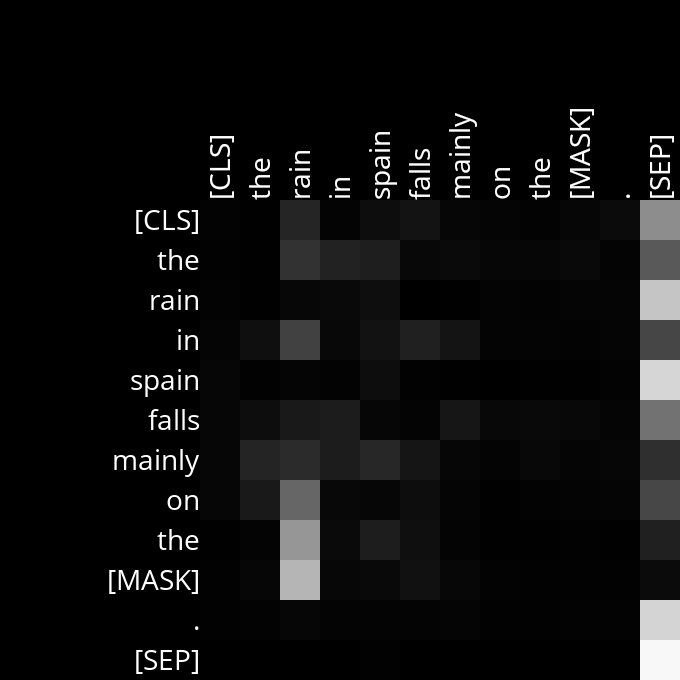 [CLS] the rain in spain falls mainly on the [MASK] . [SEP]
[CLS]
the
rain
in
spain
falls
mainly
on
the
[MASK]
.
[SEP]